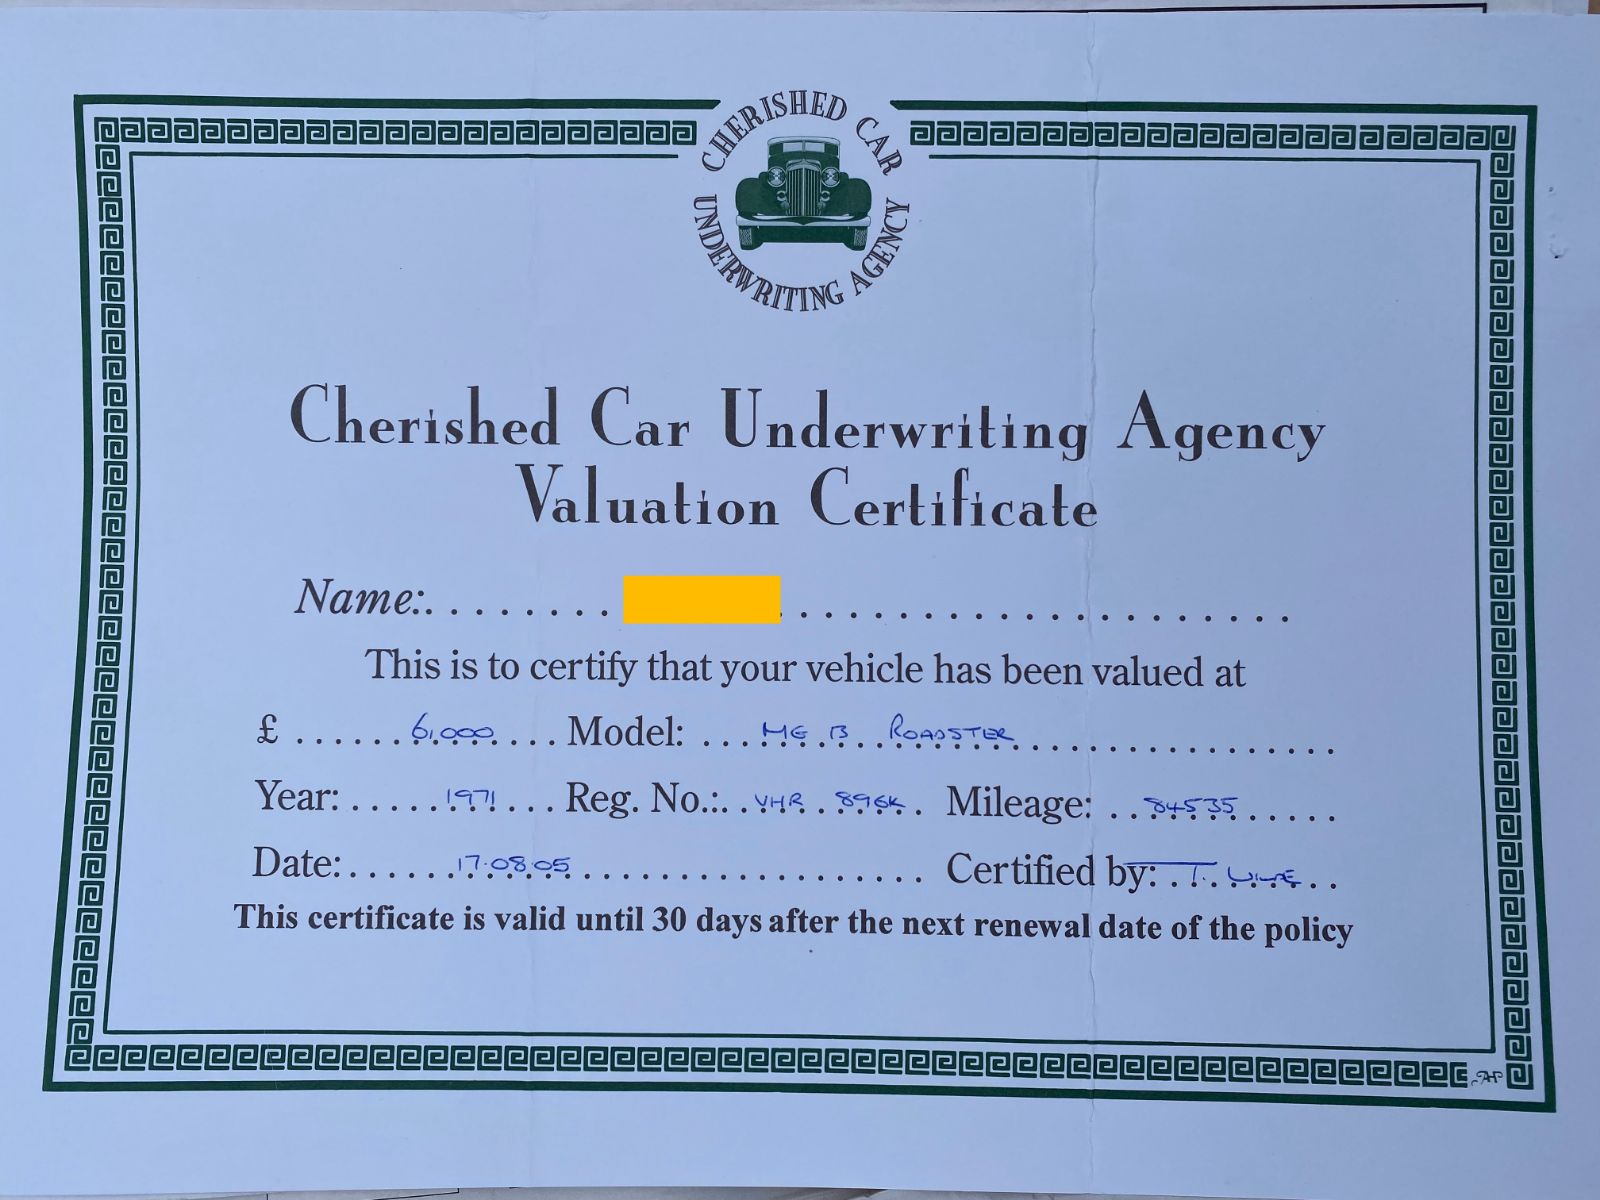 CHERISHED CAR
UNDERWRITING AGENCY
Cherished Car Underwriting Agency
Valuation Certificate
Name:
This is to certify that your vehicle has been valued at
£ 6,000 Model: MG B ROADSTER
Year: 1971 Reg. No.: VHR 896K Mileage: 84535
Date: 17.08.05 Certified by: T.
This certificate is valid until 30 days after the next renewal date of the policy